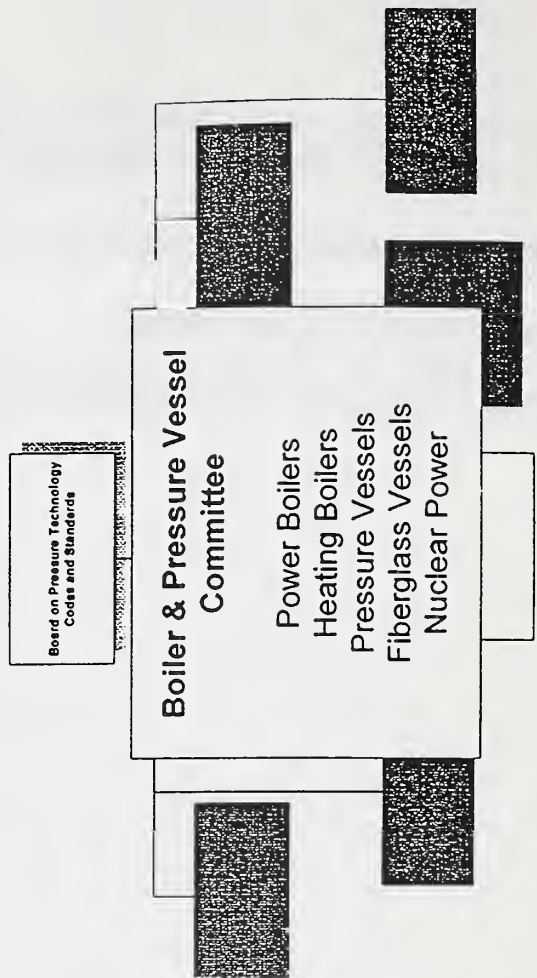 Board on Pressure Technology
Codes and Standards
Boiler & Pressure Vessel
Committee
Power Boilers
Heating Boilers
Pressure Vessels
Fiberglass Vessels
Nuclear Power